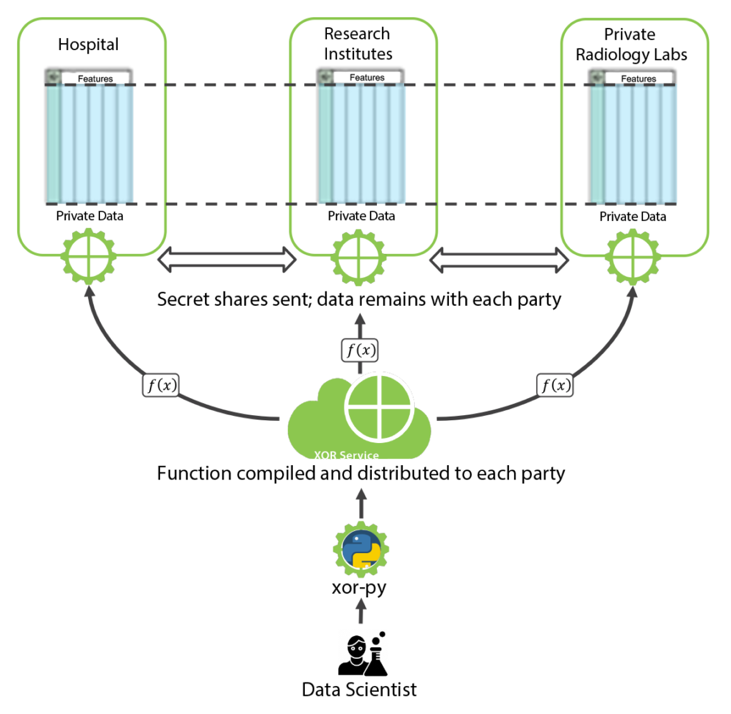 Hospital
Research
Institutes
Private
Radiology Labs
Features
Features
Features
Private Data
Private Data
Private Data
Secret shares sent; data remains with each party
f(x)
f(x)
f(x)
XOR Service
Function compiled and distributed to each party
xor-py
Data Scientist